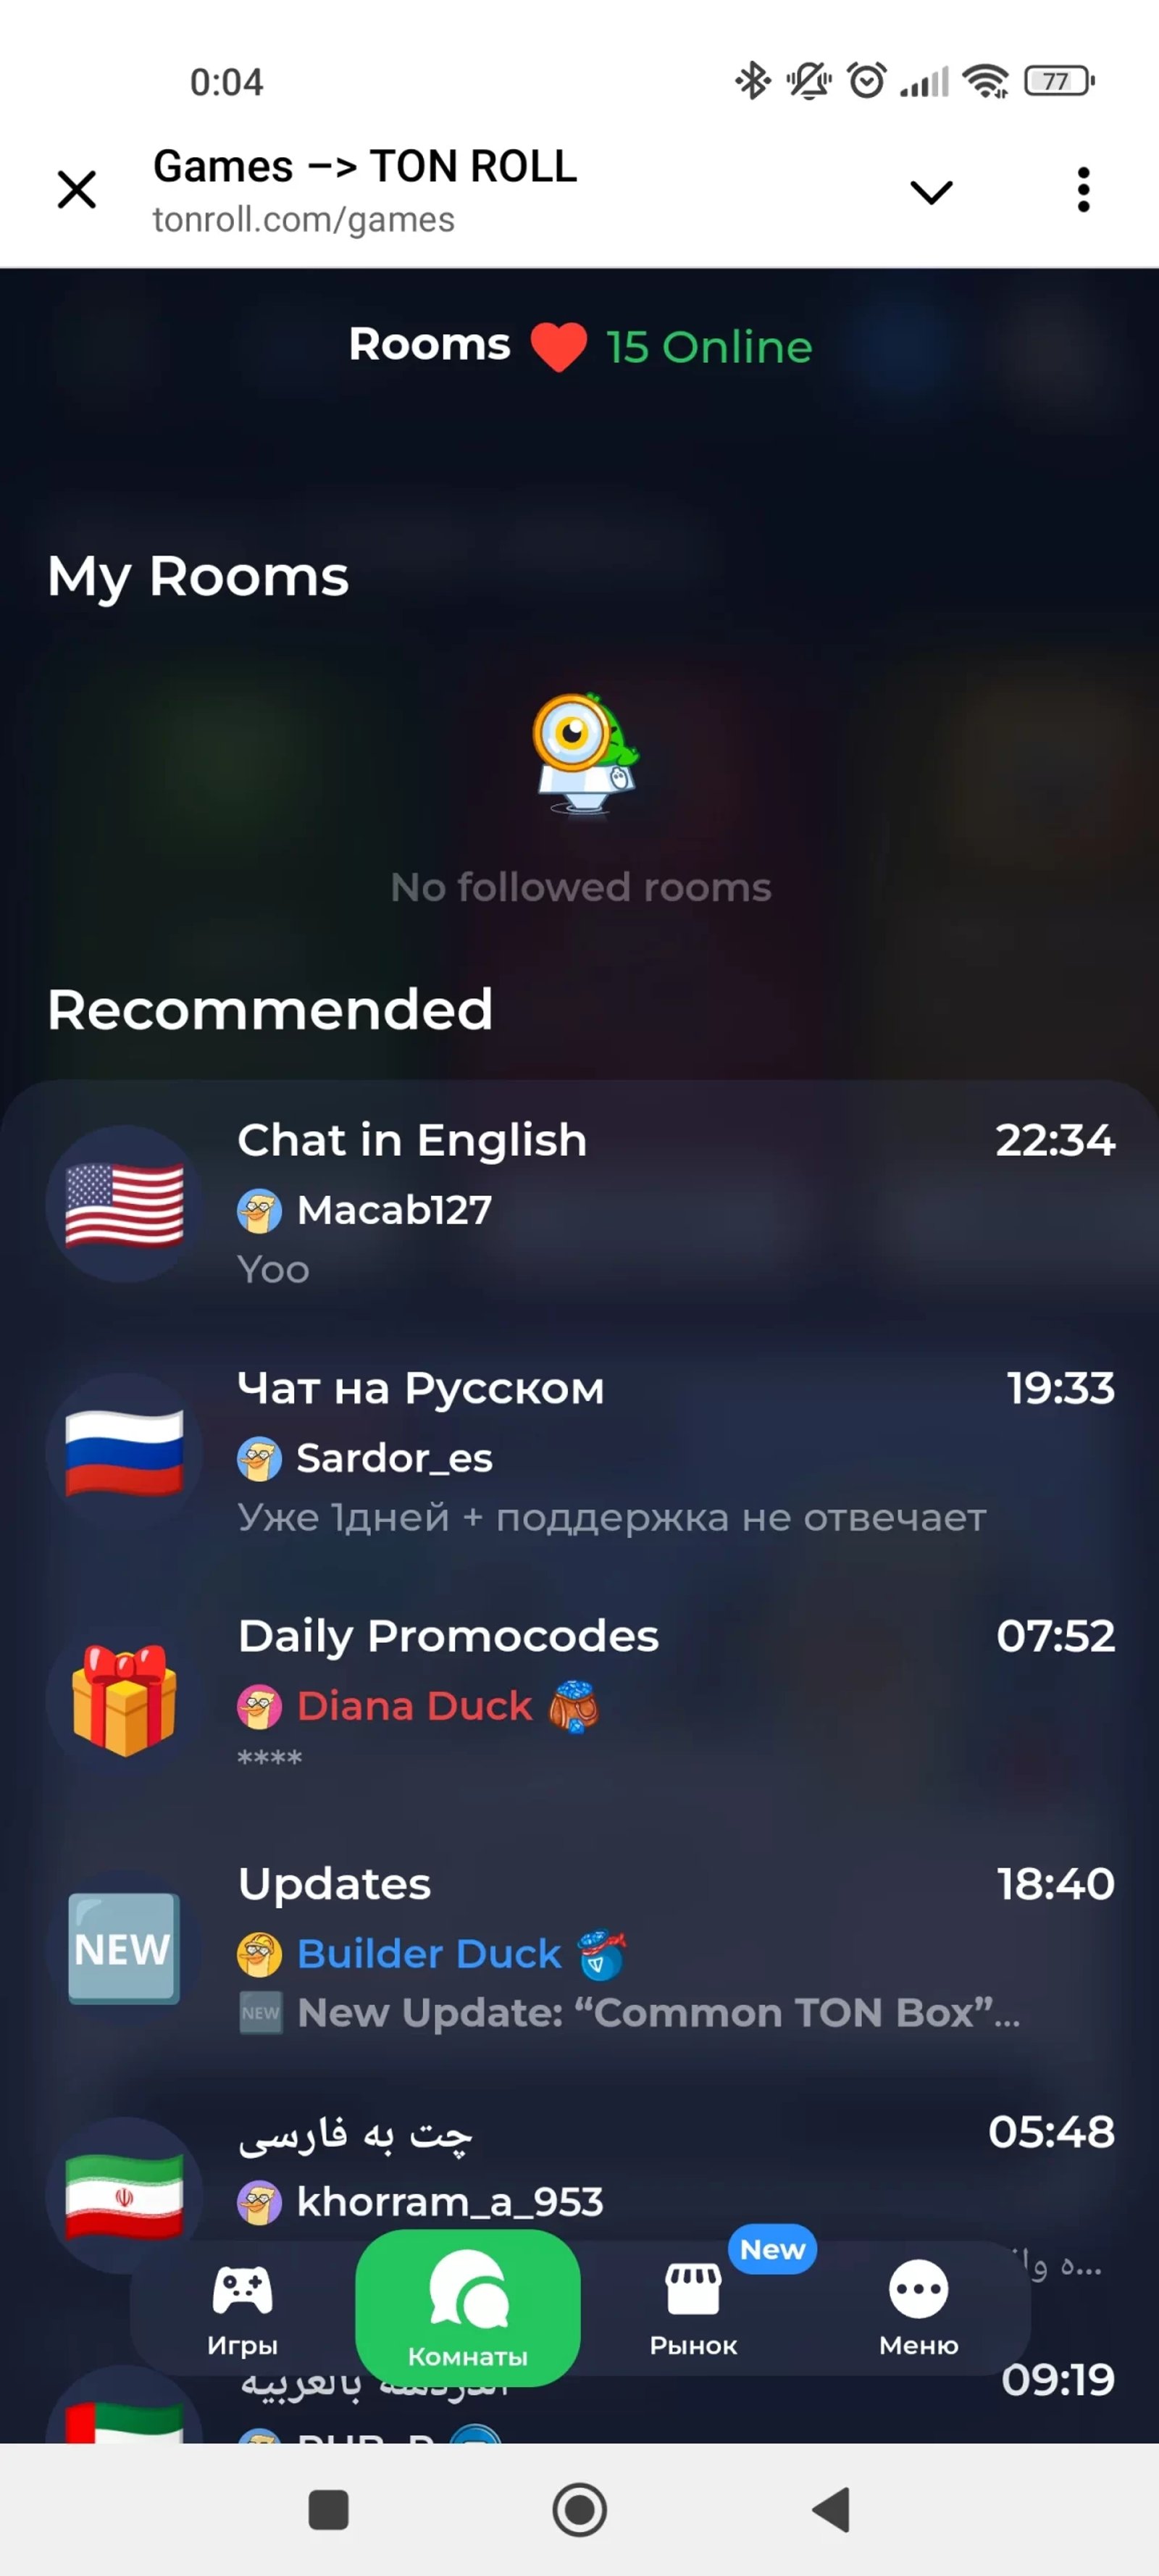 0:04
77
Games –> TON ROLL
tonroll.com/games
Rooms ❤️ 15 Online
My Rooms
No followed rooms
Recommended
Chat in English 22:34
Macab127
Yoo
Чат на Русском 19:33
Sardor_es
Уже 1дней + поддержка не отвечает
Daily Promocodes 07:52
Diana Duck
****
Updates 18:40
NEW
Builder Duck
NEW New Update: “Common TON Box”...
چت به فارسی 05:48
khorram_a_953
New
Игры Комнаты Рынок Меню
بالعربية 09:19